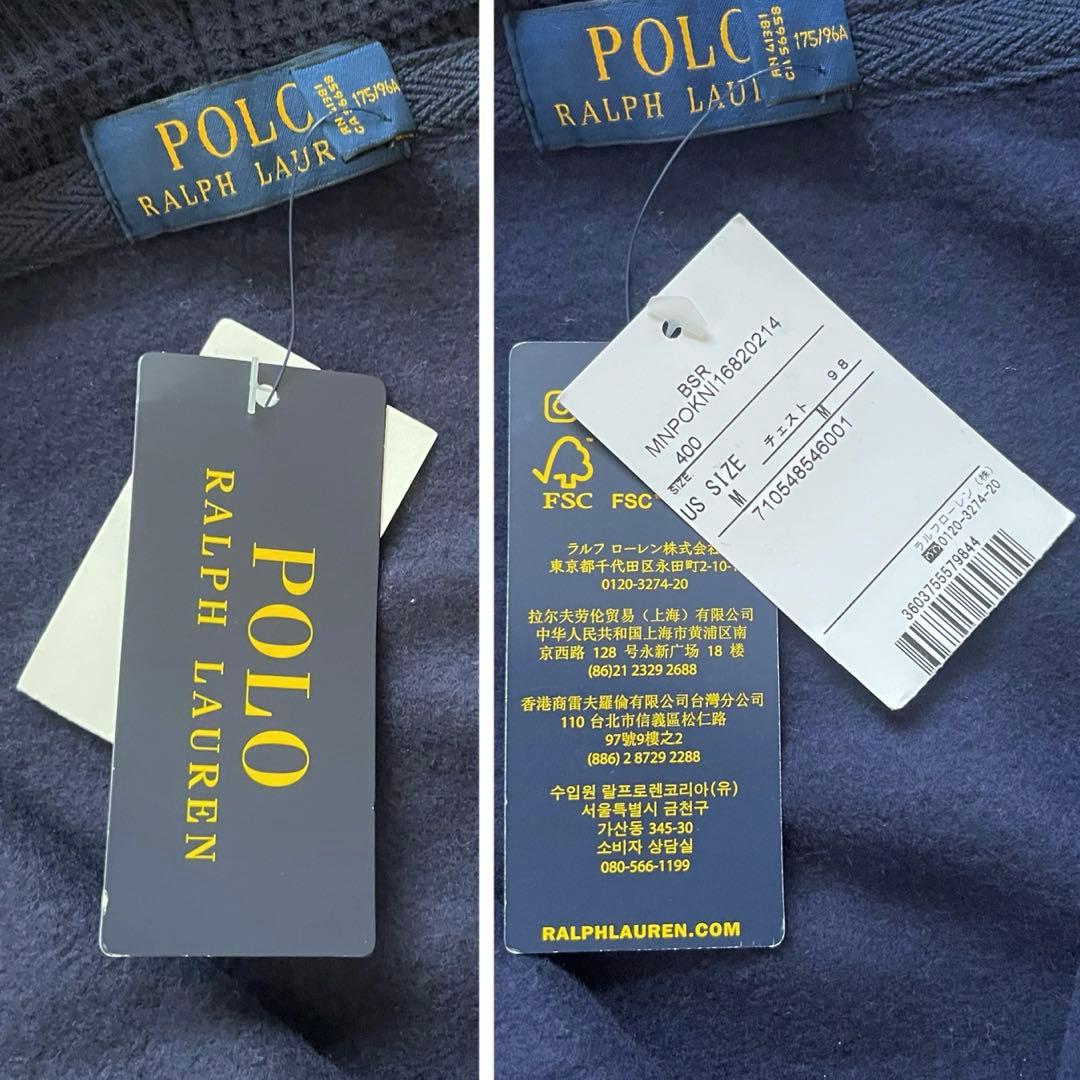 POLO
RALPH LAUR
RN 41381
CA 56658
175/96A
POLO
RALPH LAUREN
POLO
RALPH LAU
RN 41381
CA 56658
175/96A
BSR
MNPOKNI16820214
SIZE 400
チェスト 98
US SIZE M
M
710548546001
ラルフローレン (株)
0120-3274-20
3603755579844
FSC FSC
ラルフ ローレン株式会社
東京都千代田区永田町2-10-
0120-3274-20
拉尔夫劳伦贸易（上海）有限公司
中华人民共和国上海市黄浦区南
京西路 128 号永新广场 18 楼
(86)21 2329 2688
香港商雷夫羅倫有限公司台灣分公司
110 台北市信義區松仁路
97號9樓之2
(886) 2 8729 2288
수입원 랄프로렌코리아(유)
서울특별시 금천구
가산동 345-30
소비자 상담실
080-566-1199
RALPHLAUREN.COM